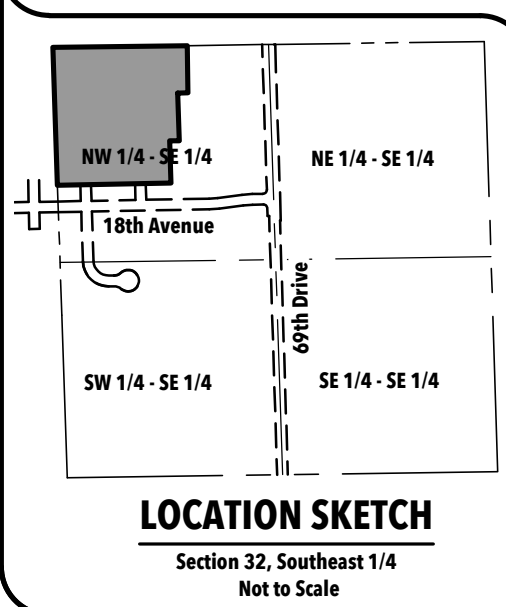 NW 1/4 - SE 1/4
NE 1/4 - SE 1/4
18th Avenue
69th Drive
SW 1/4 - SE 1/4
SE 1/4 - SE 1/4
LOCATION SKETCH
Section 32, Southeast 1/4
Not to Scale